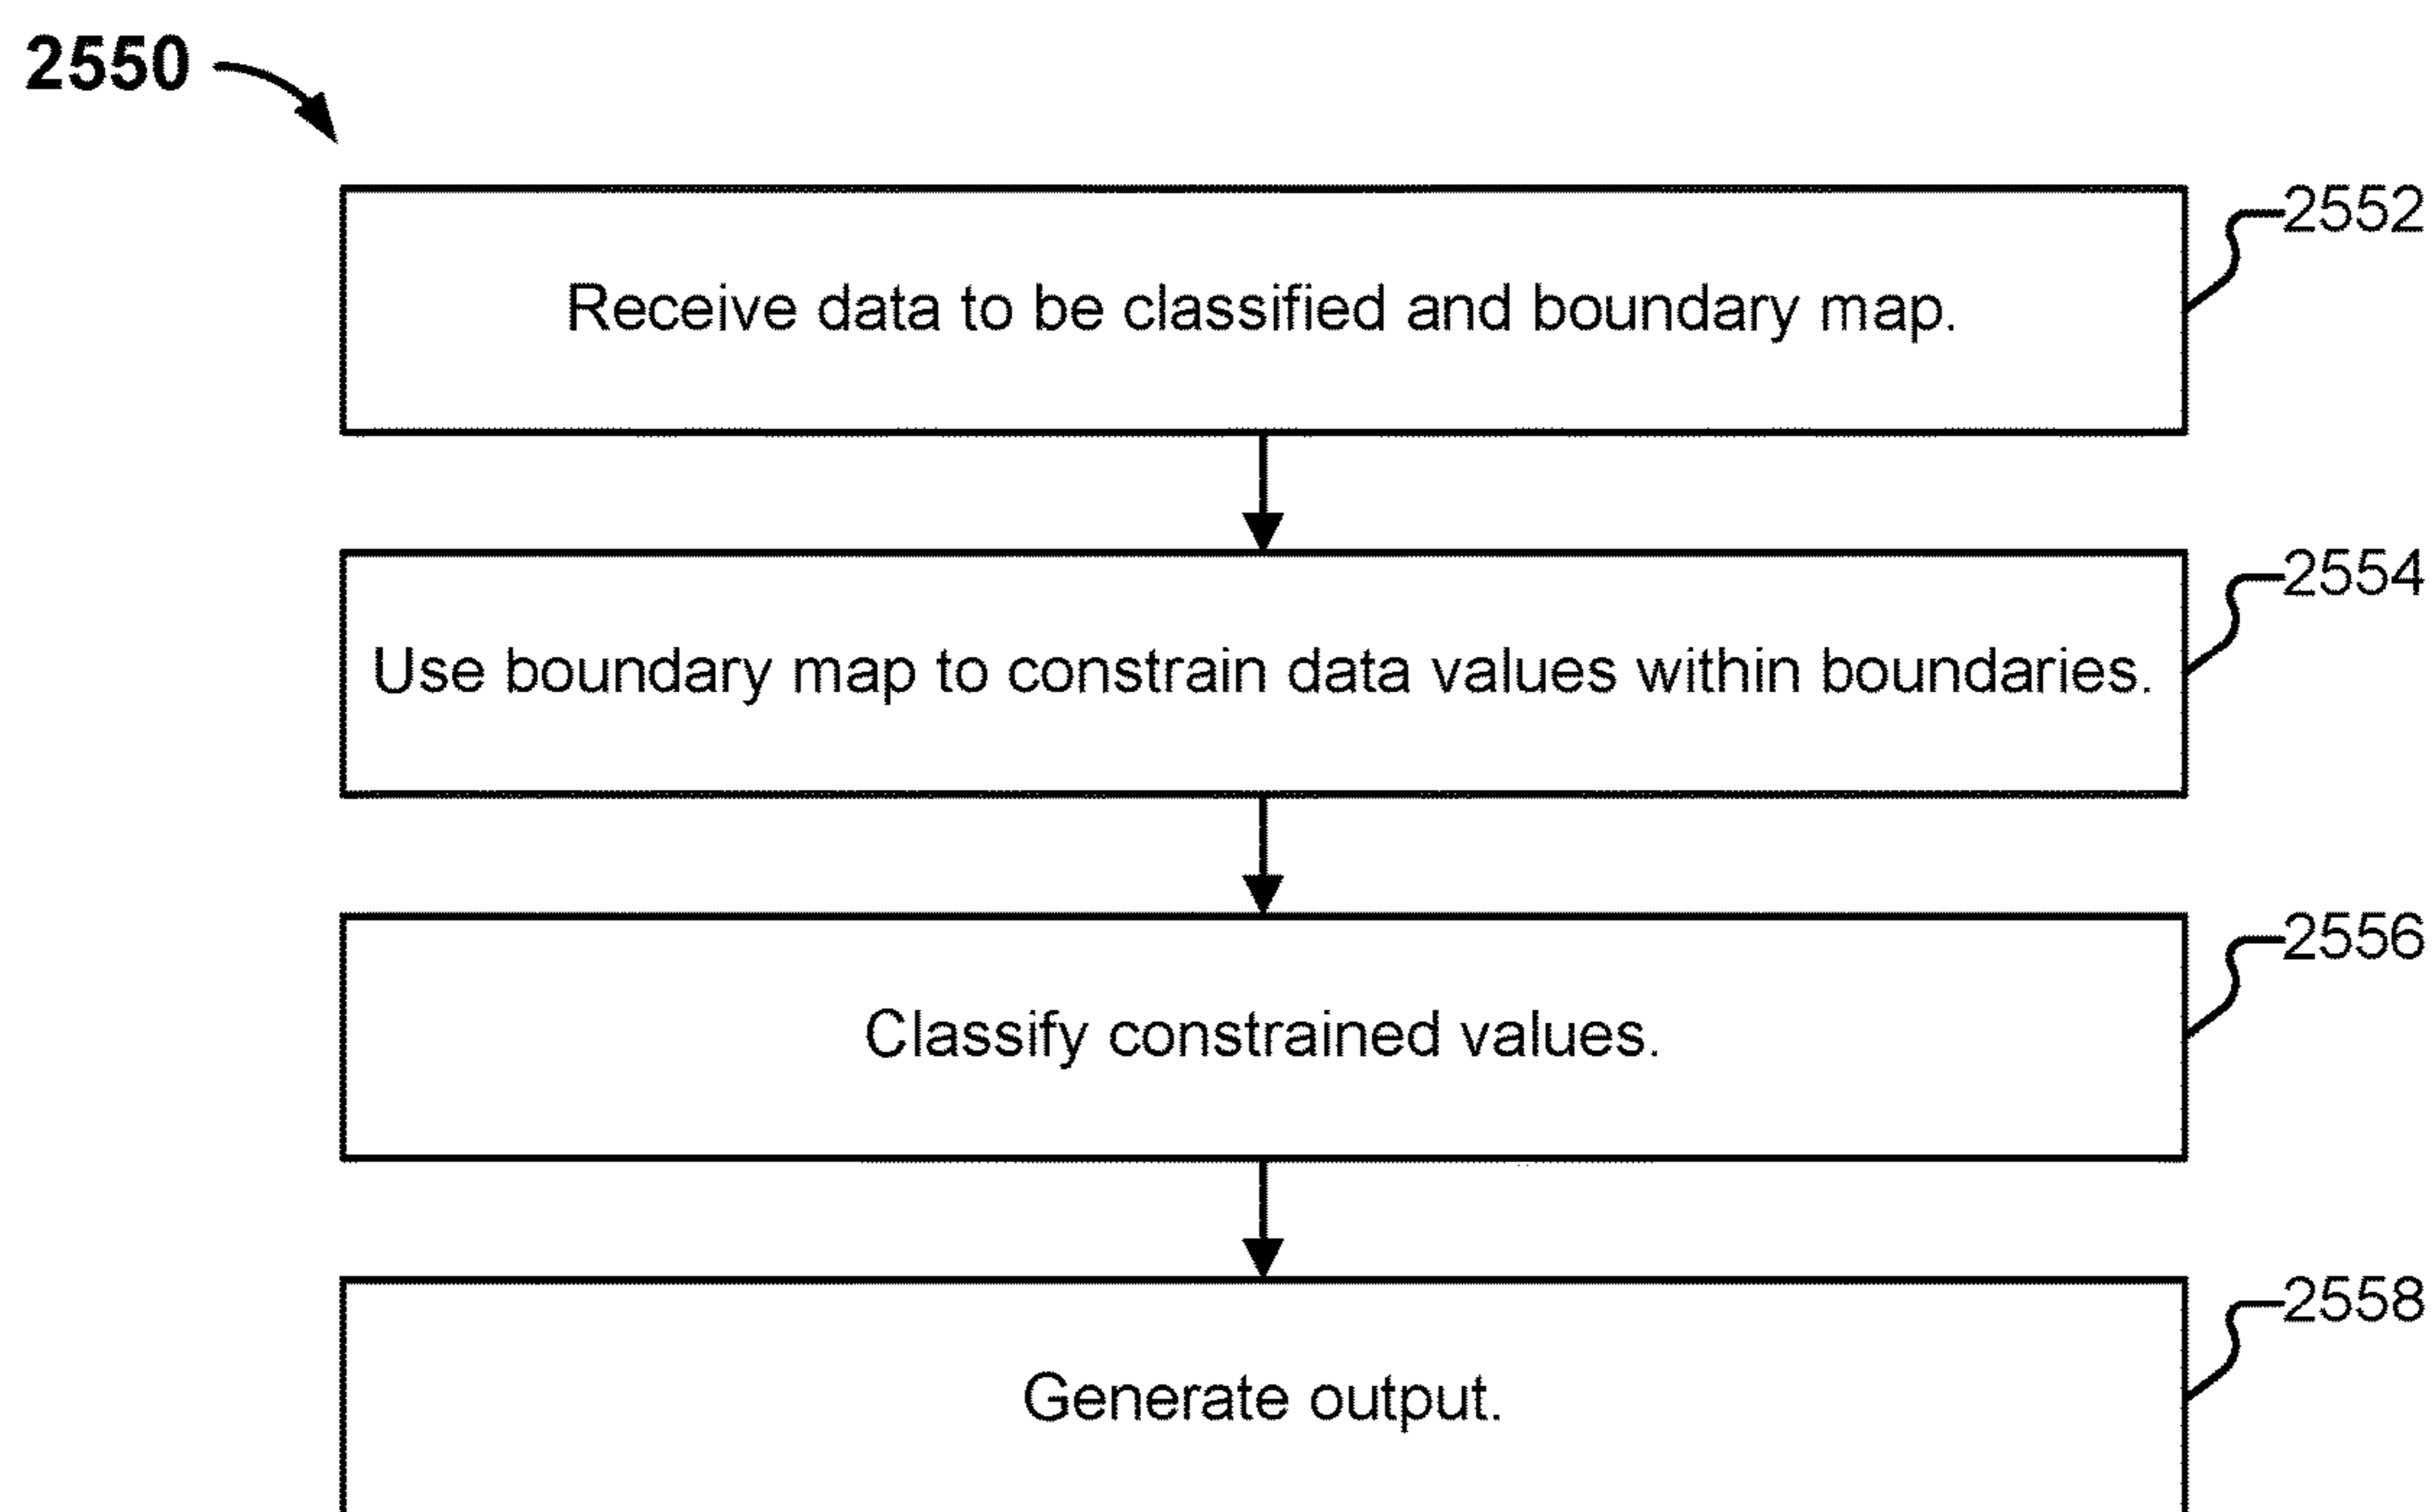 2550
2552
Receive data to be classified and boundary map.
2554
Use boundary map to constrain data values within boundaries.
2556
Classify constrained values.
2558
Generate output.